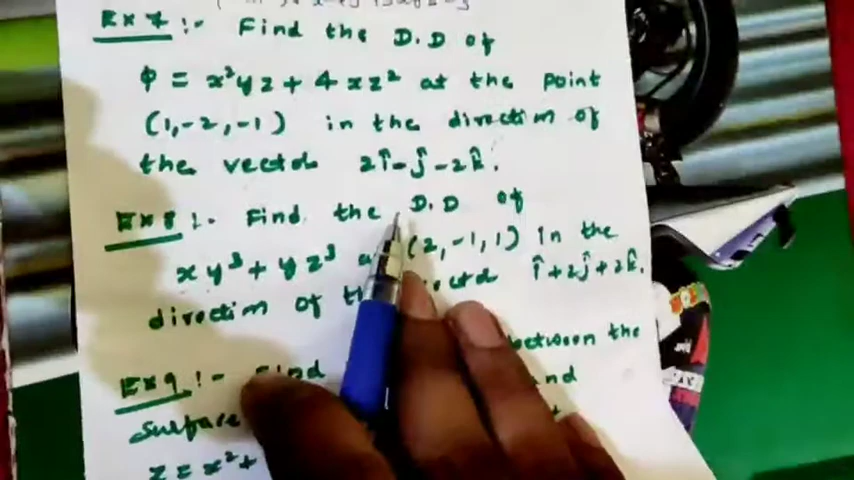 Ex 7 :- Find the D.D of
φ = x²yz + 4xz² at the point
(1,-2,-1) in the direction of
the vector 2î-ĵ-2k̂.
Ex 8 :- Find the D.D of
xy³ + yz³ (2,-1,1) in the
direction of î+2ĵ+2k̂.
Ex 9 :- Find between the
surface and
z = x²+